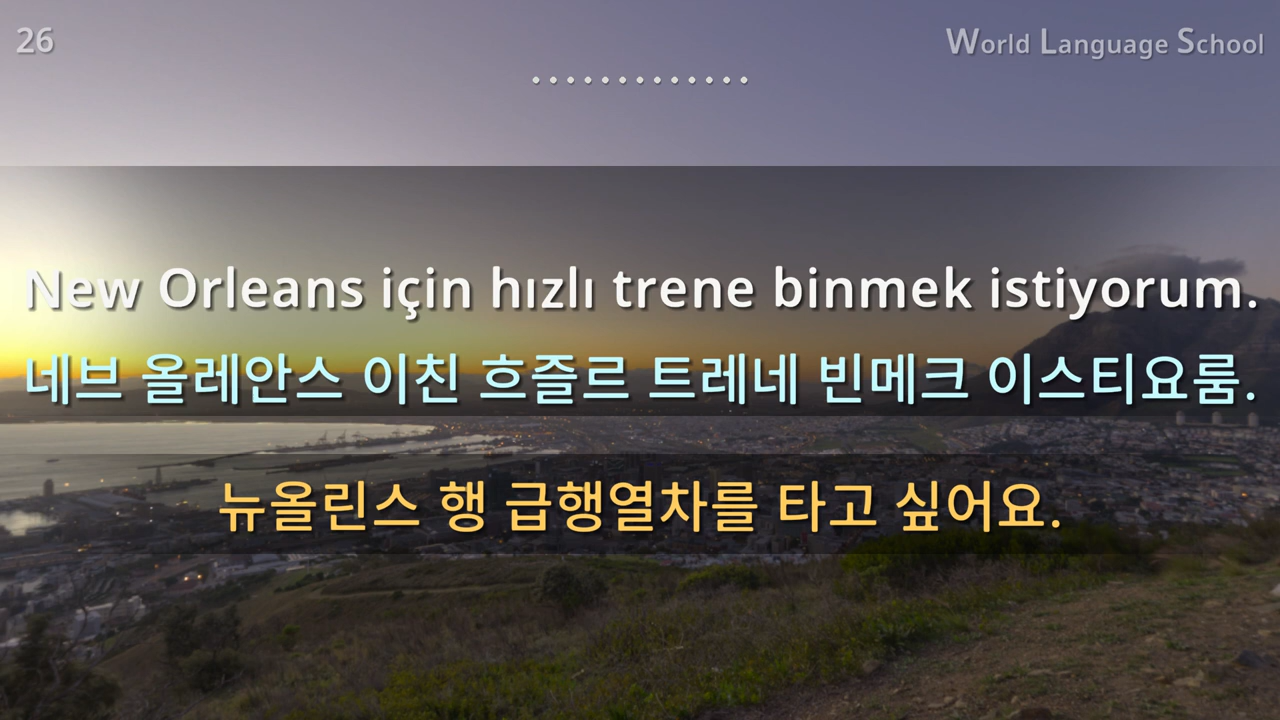 26
World Language School
New Orleans için hızlı trene binmek istiyorum.
네브 올레안스 이친 흐즐르 트레네 빈메크 이스티요룸.
뉴올린스 행 급행열차를 타고 싶어요.